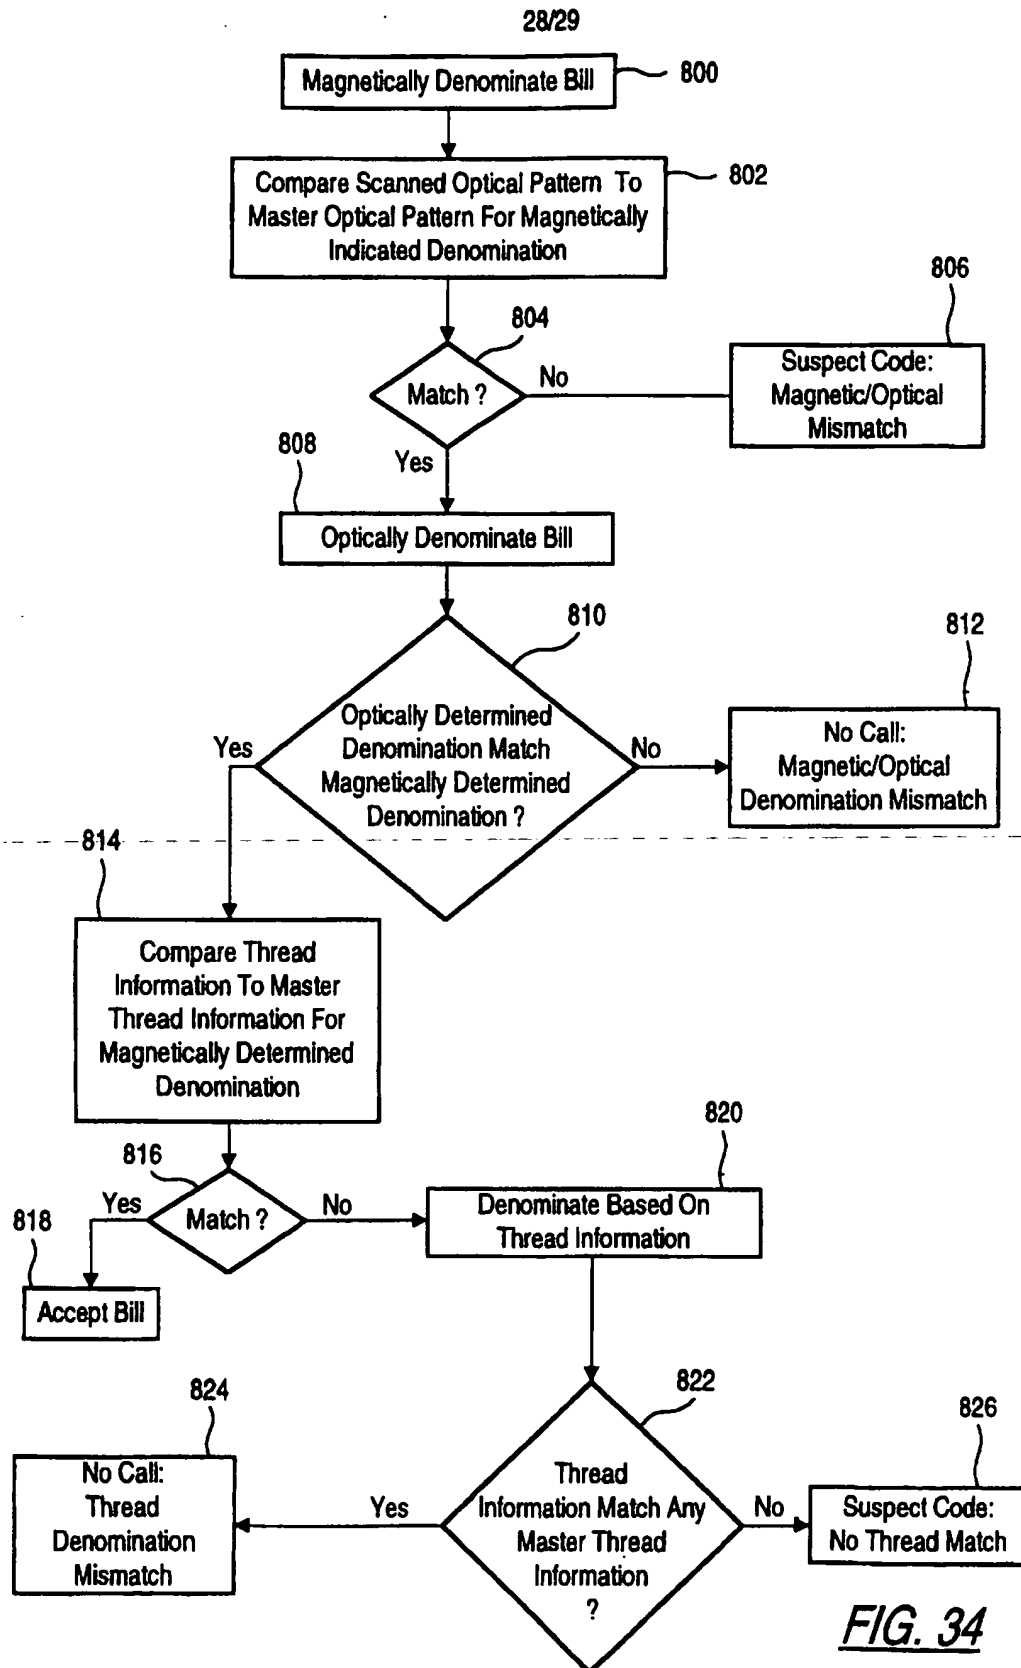 28/29
Magnetically Denominate Bill
800
Compare Scanned Optical Pattern To
Master Optical Pattern For Magnetically
Indicated Denomination
802
804
Match ?
No
Yes
806
Suspect Code:
Magnetic/Optical
Mismatch
808
Optically Denominate Bill
810
Optically Determined
Denomination Match
Magnetically Determined
Denomination ?
Yes
No
812
No Call:
Magnetic/Optical
Denomination Mismatch
814
Compare Thread
Information To Master
Thread Information For
Magnetically Determined
Denomination
816
Match ?
Yes
No
818
Accept Bill
820
Denominate Based On
Thread Information
822
Thread
Information Match Any
Master Thread
Information
?
Yes
No
824
No Call:
Thread
Denomination
Mismatch
826
Suspect Code:
No Thread Match
FIG. 34